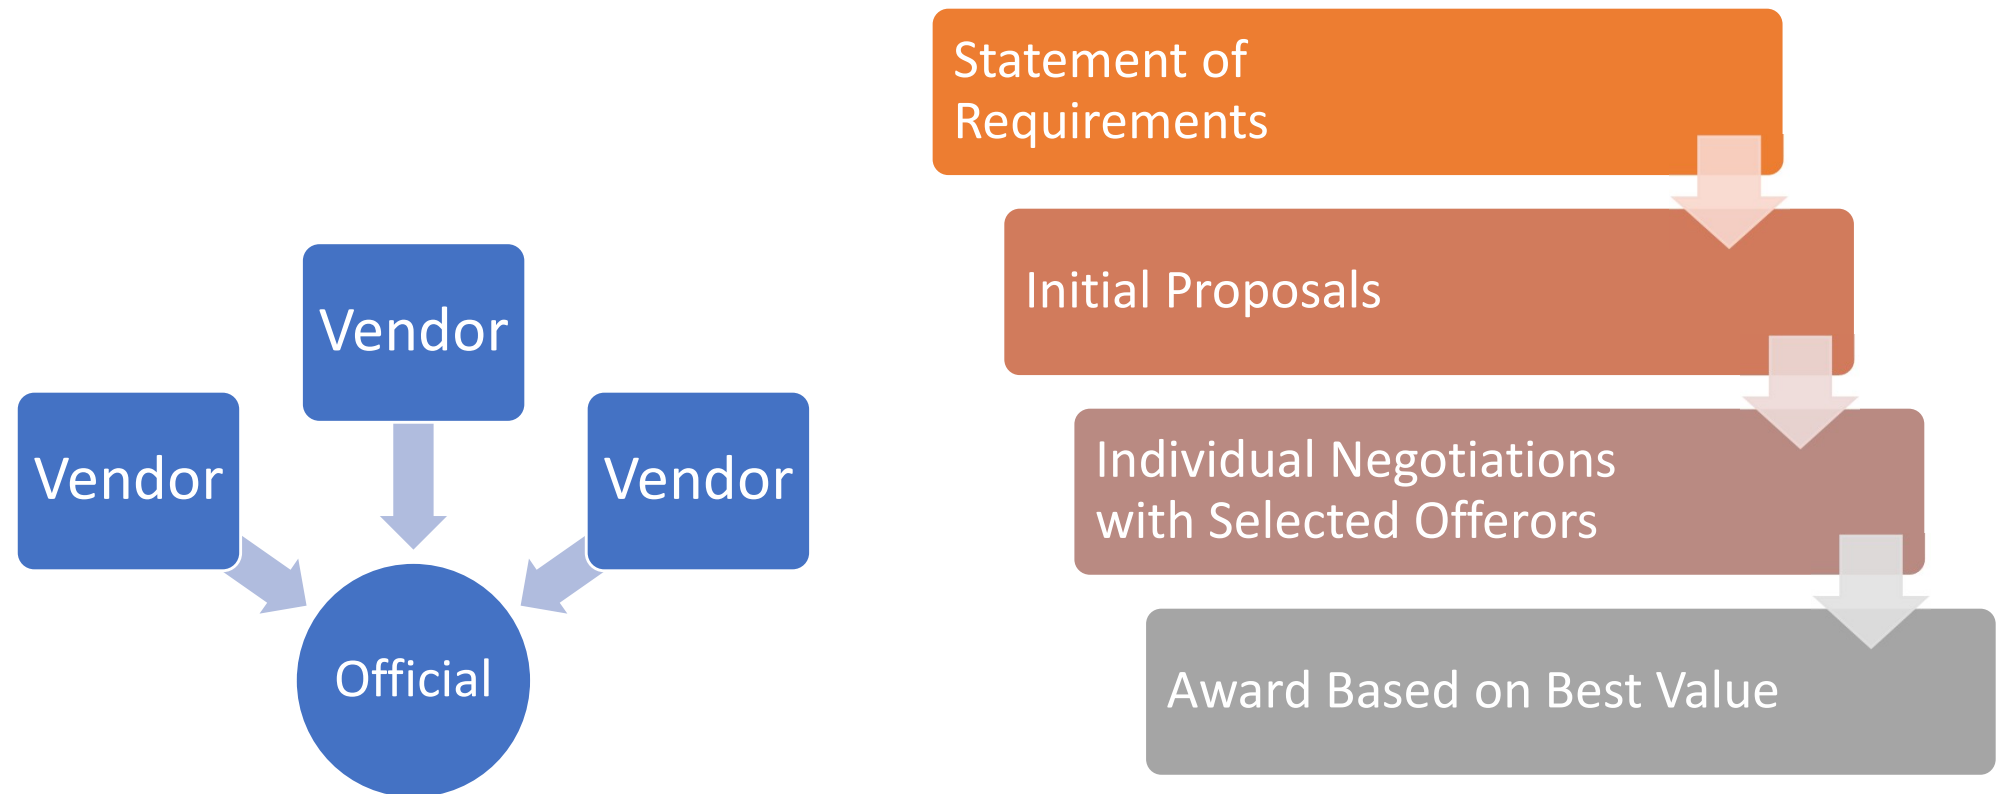 Vendor
Vendor
Vendor
Official
Statement of
Requirements
Initial Proposals
Individual Negotiations
with Selected Offerors
Award Based on Best Value